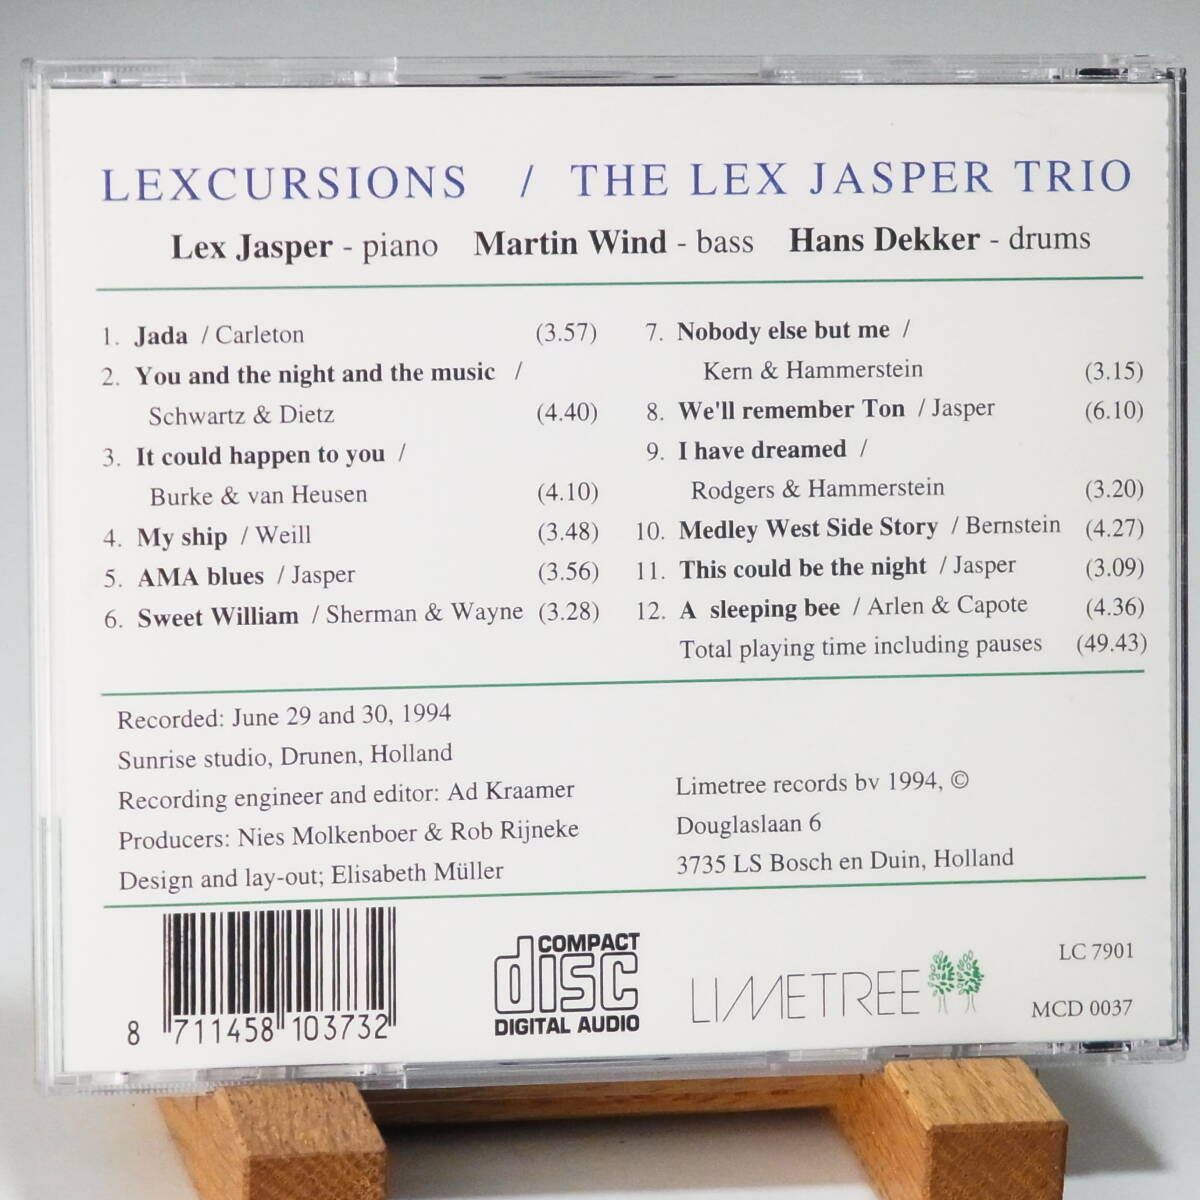 LEXCURSIONS / THE LEX JASPER TRIO
Lex Jasper - piano Martin Wind - bass Hans Dekker - drums
1. Jada / Carleton (3.57)
2. You and the night and the music /
Schwartz & Dietz (4.40)
3. It could happen to you /
Burke & van Heusen (4.10)
4. My ship / Weill (3.48)
5. AMA blues / Jasper (3.56)
6. Sweet William / Sherman & Wayne (3.28)
7. Nobody else but me /
Kern & Hammerstein (3.15)
8. We'll remember Ton / Jasper (6.10)
9. I have dreamed /
Rodgers & Hammerstein (3.20)
10. Medley West Side Story / Bernstein (4.27)
11. This could be the night / Jasper (3.09)
12. A sleeping bee / Arlen & Capote (4.36)
Total playing time including pauses (49.43)
Recorded: June 29 and 30, 1994
Sunrise studio, Drunen, Holland
Recording engineer and editor: Ad Kraamer
Producers: Nies Molkenboer & Rob Rijneke
Design and lay-out; Elisabeth Müller
Limetree records bv 1994, ©
Douglaslaan 6
3735 LS Bosch en Duin, Holland
8 711458 103732
COMPACT
disc
DIGITAL AUDIO
LIMETREE
LC 7901
MCD 0037